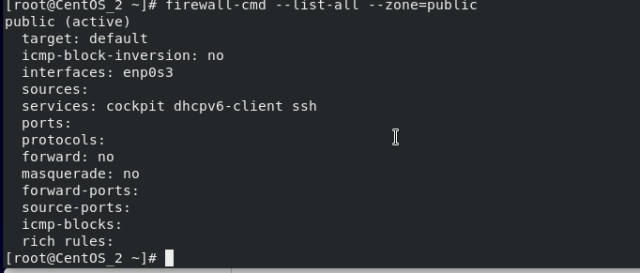 [root@CentOS_2 ~]# firewall-cmd --list-all --zone=public
public (active)
  target: default
  icmp-block-inversion: no
  interfaces: enp0s3
  sources:
  services: cockpit dhcpv6-client ssh
  ports:
  protocols:
  forward: no
  masquerade: no
  forward-ports:
  source-ports:
  icmp-blocks:
  rich rules:
[root@CentOS_2 ~]#